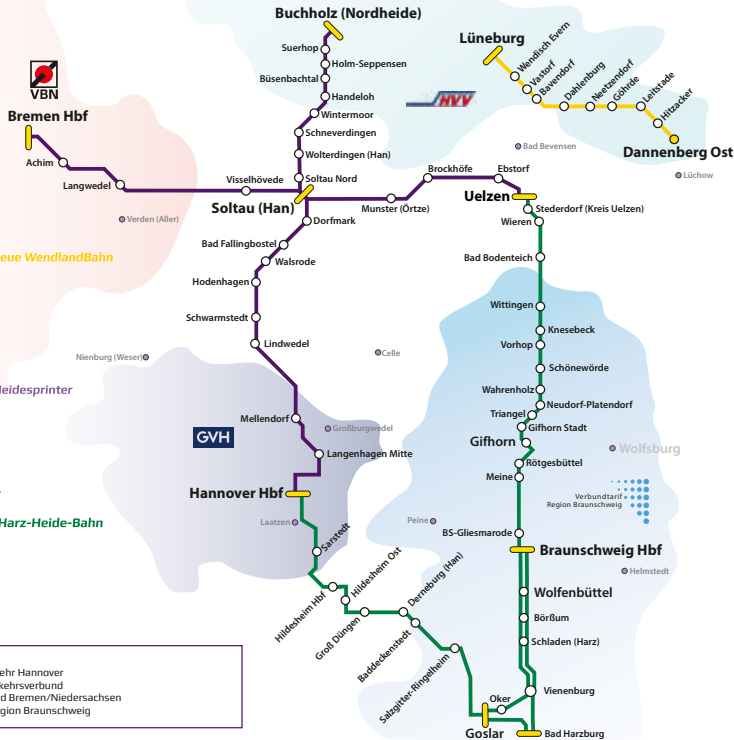 Buchholz (Nordheide)
Suerhop
Holm-Seppensen
Büsenbachtal
Handeloh
Wintermoor
Schneverdingen
Wolterdingen (Han)
Soltau Nord
Soltau (Han)
VBN
Bremen Hbf
Achim
Langwedel
Visselhövede
Verden (Aller)
HVV
Lüneburg
Wendisch Evern
Vastorf
Bavendorf
Dahlenburg
Neetzendorf
Göhrde
Leitstade
Hitzacker
Dannenberg Ost
Bad Bevensen
Lüchow
Munster (Örtze)
Brockhöfe
Ebstorf
Uelzen
Stederdorf (Kreis Uelzen)
Wieren
Bad Bodenteich
Wittingen
Knesebeck
Vorhop
Schönewörde
Wahrenholz
Neudorf-Platendorf
Triangel
Gifhorn Stadt
Gifhorn
Rötgesbüttel
Meine
BS-Gliesmarode
Braunschweig Hbf
Wolfenbüttel
Börßum
Schladen (Harz)
Vienenburg
Oker
Goslar
Bad Harzburg
Dorfmark
Bad Fallingbostel
Walsrode
Hodenhagen
Schwarmstedt
Lindwedel
Mellendorf
Langenhagen Mitte
Hannover Hbf
Sarstedt
Hildesheim Hbf
Hildesheim Ost
Groß Düngen
Derneburg (Han)
Baddeckenstedt
Salzgitter-Ringelheim
Nienburg (Weser)
Celle
Großburgwedel
GVH
Laatzen
Peine
Wolfsburg
Verbundtarif
Region Braunschweig
Helmstedt
eue WendlandBahn
eidesprinter
Harz-Heide-Bahn
ehr Hannover
kehrsverbund
d Bremen/Niedersachsen
gion Braunschweig